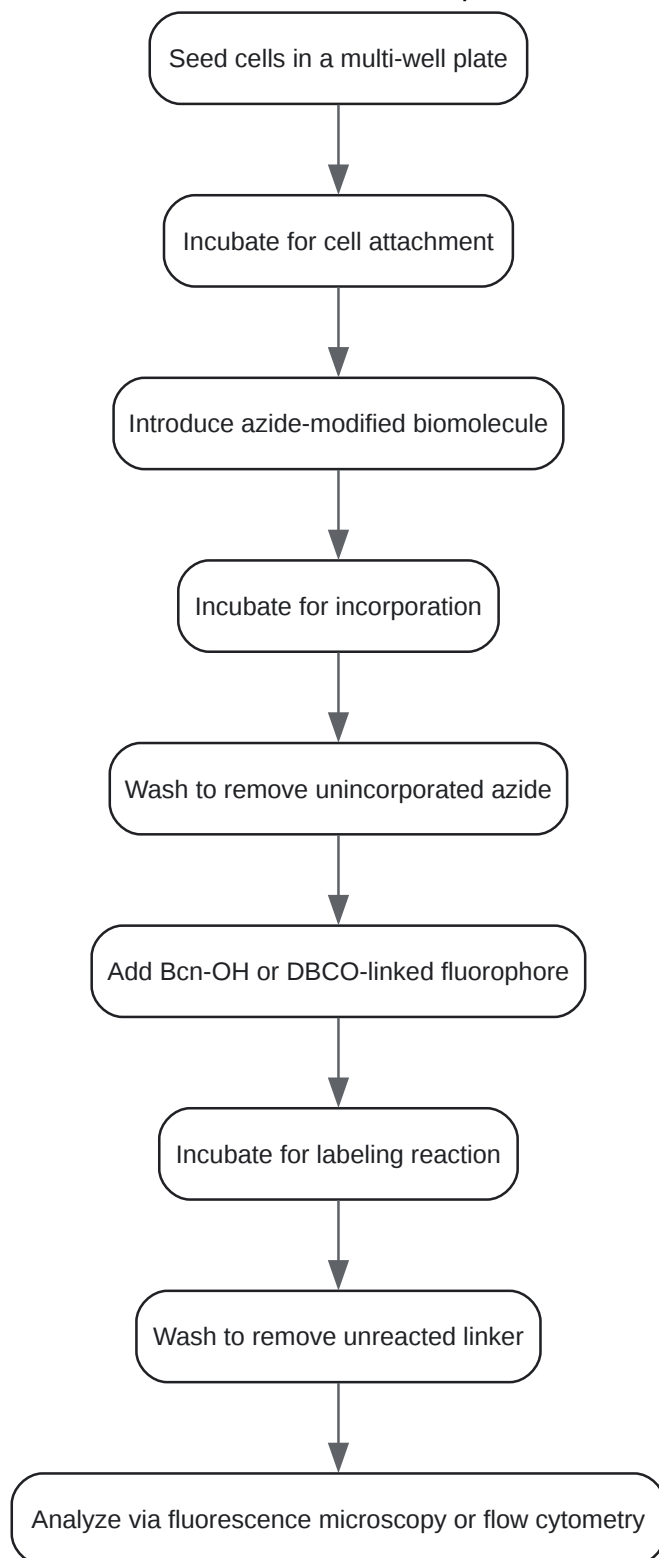 Seed cells in a multi-well plate
Incubate for cell attachment
Introduce azide-modified biomolecule
Incubate for incorporation
Wash to remove unincorporated azide
Add Bcn-OH or DBCO-linked fluorophore
Incubate for labeling reaction
Wash to remove unreacted linker
Analyze via fluorescence microscopy or flow cytometry